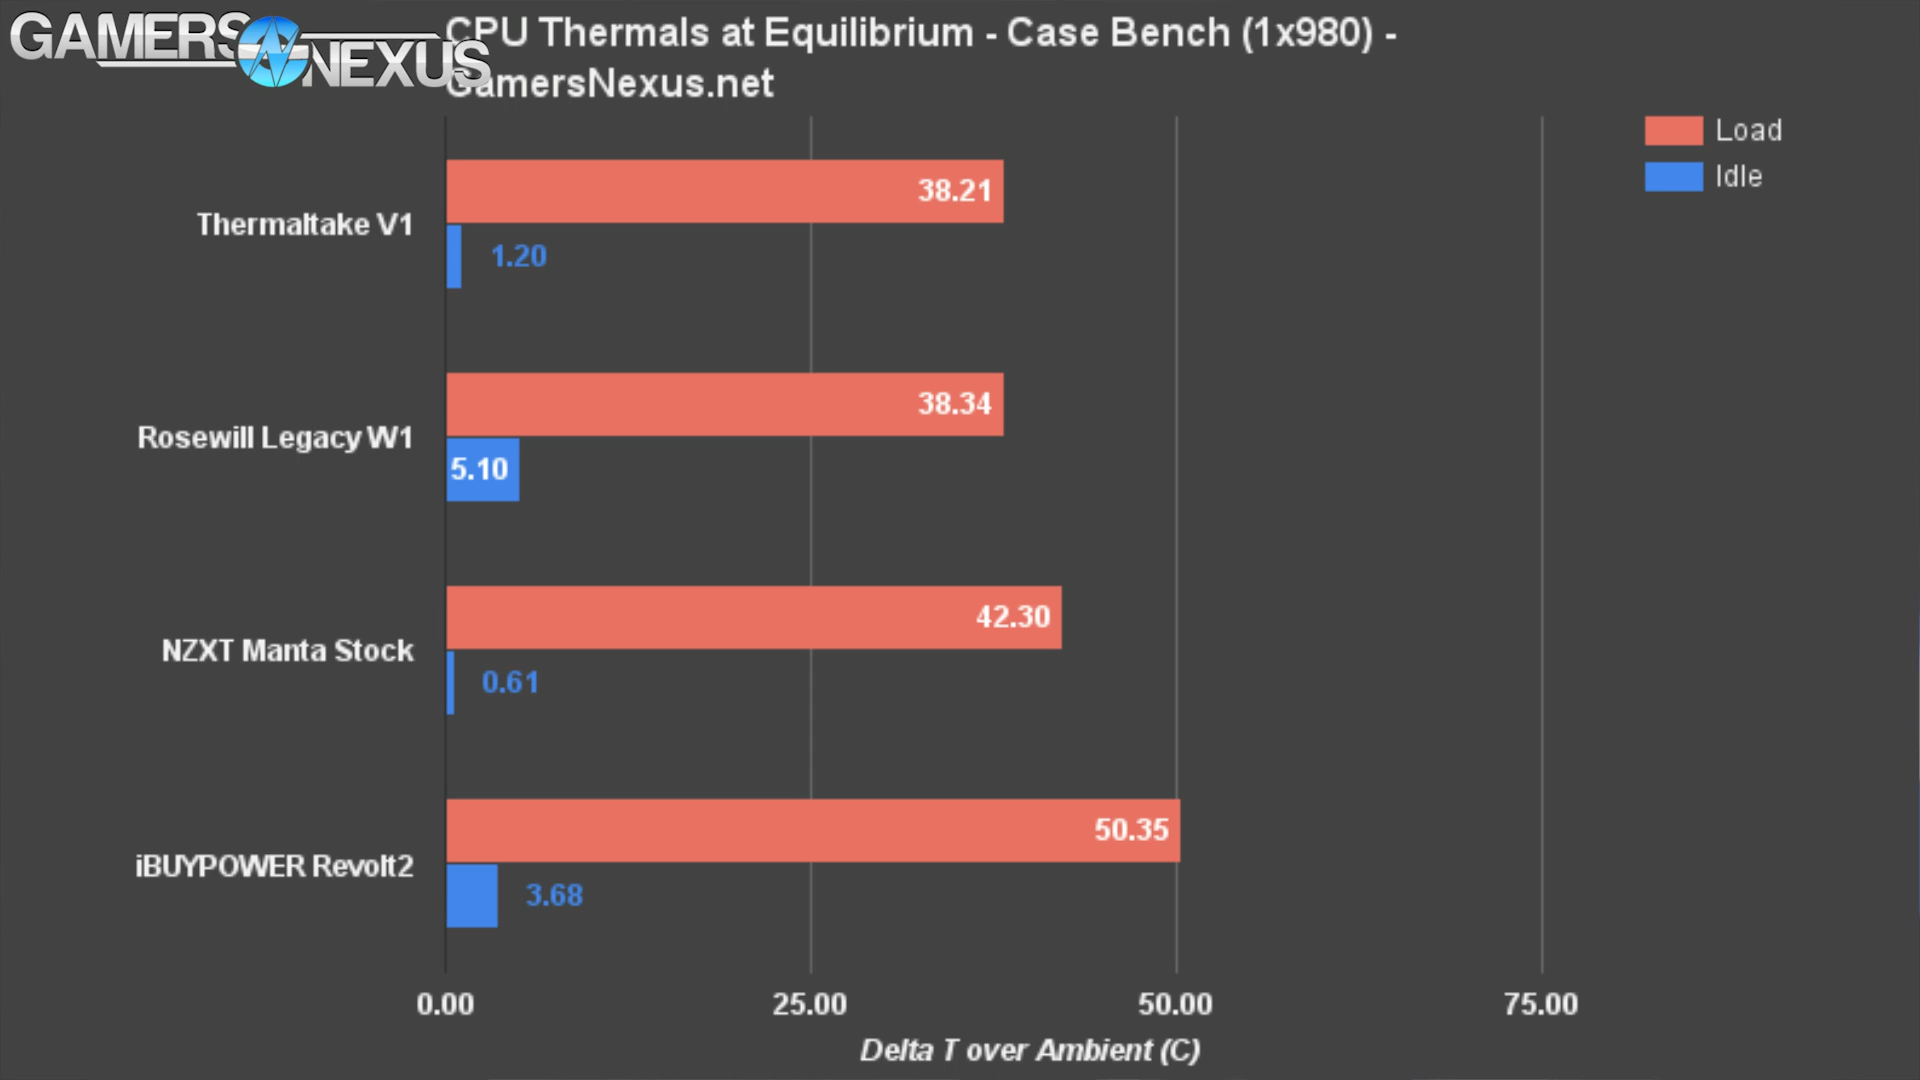 GAMERS NEXUS
CPU Thermals at Equilibrium - Case Bench (1x980) -
GamersNexus.net
Load
Idle
Thermaltake V1
38.21
1.20
Rosewill Legacy W1
38.34
5.10
NZXT Manta Stock
42.30
0.61
iBUYPOWER Revolt2
50.35
3.68
0.00 25.00 50.00 75.00
Delta T over Ambient (C)